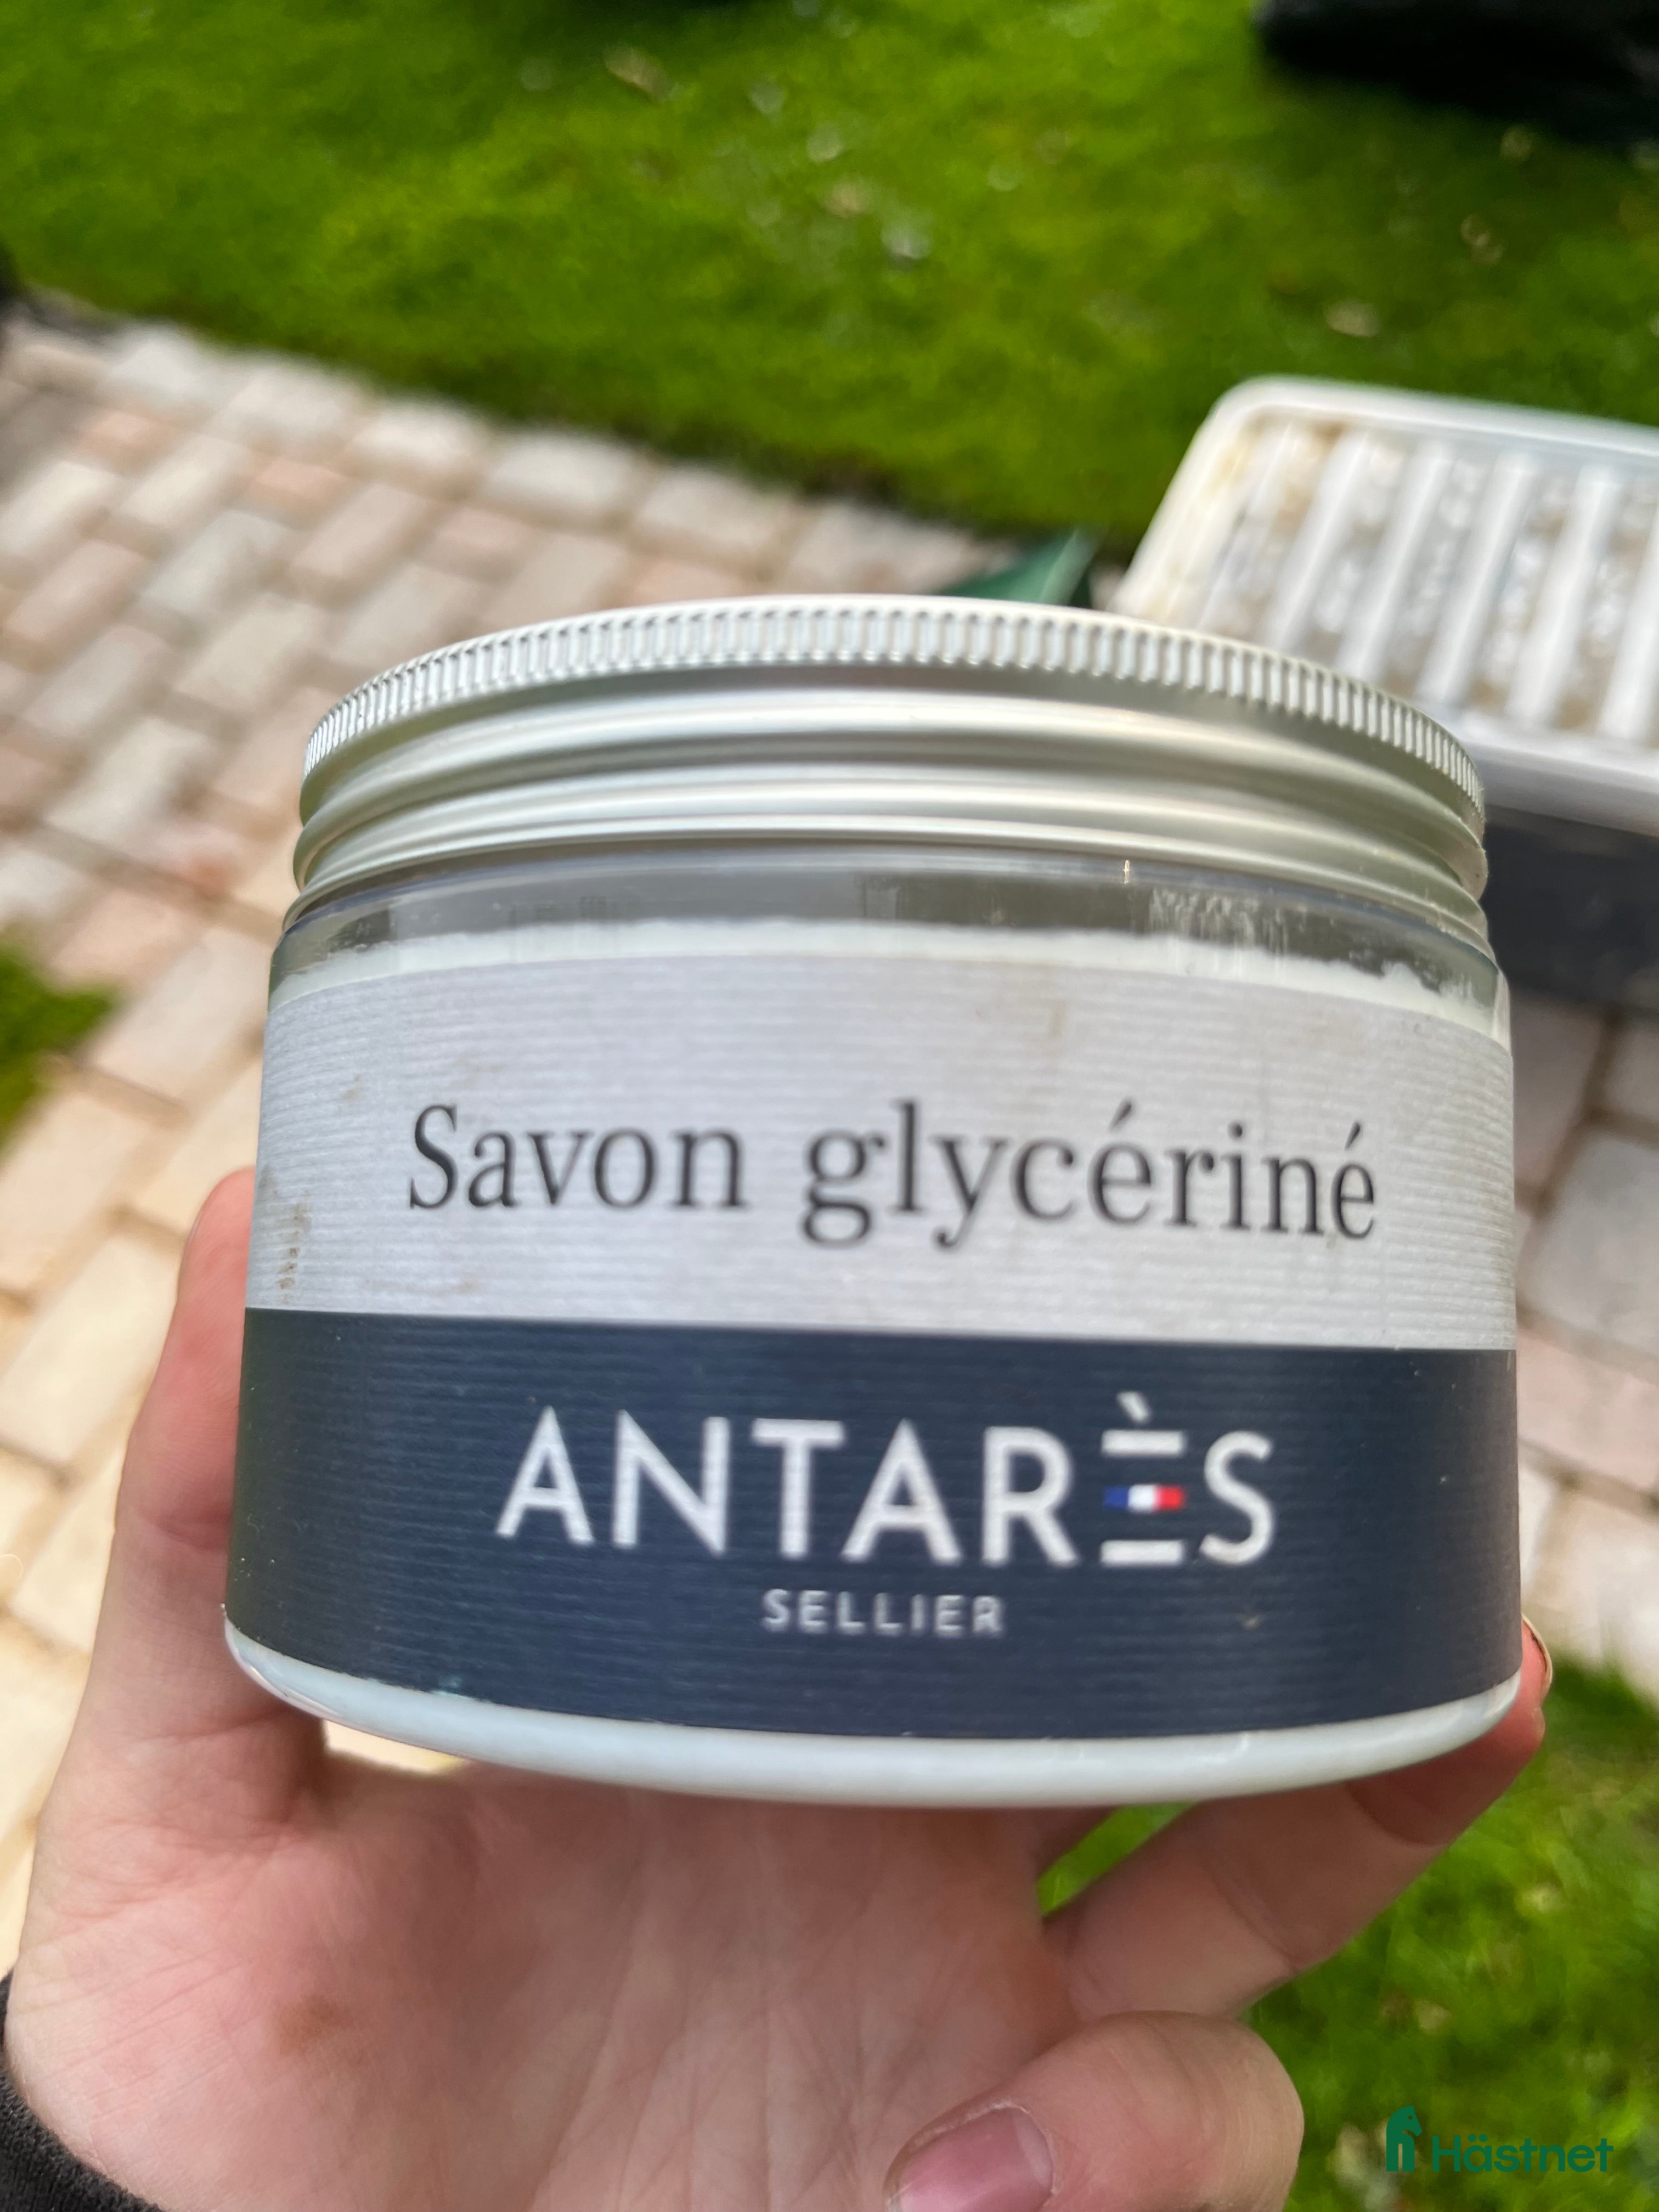 Savon glycériné
ANTARÈS
SELLIER
Hästnet